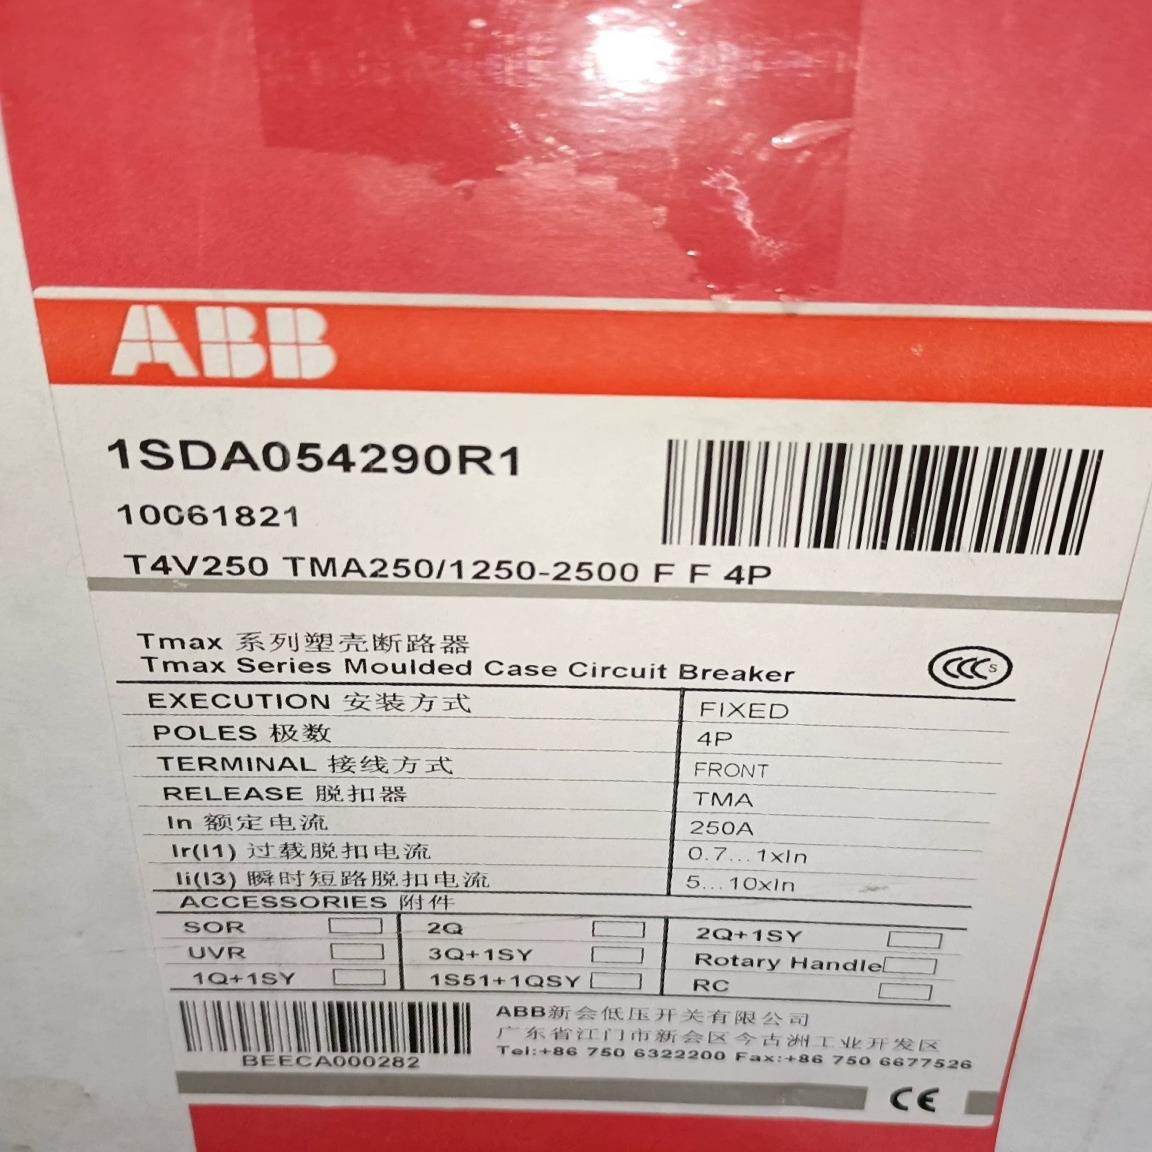 ABB
1SDA054290R1
10061821
T4V250 TMA250/1250-2500 F F 4P
Tmax 系列塑壳断路器
Tmax Series Moulded Case Circuit Breaker
CCC S
EXECUTION 安装方式 FIXED
POLES 极数 4P
TERMINAL 接线方式 FRONT
RELEASE 脱扣器 TMA
In 额定电流 250A
Ir(I1) 过载脱扣电流 0.7...1xIn
Ii(I3) 瞬时短路脱扣电流 5...10xIn
ACCESSORIES 附件
SOR 2Q 2Q+1SY
UVR 3Q+1SY Rotary Handle
1Q+1SY 1S51+1QSY RC
BEECA000282
ABB新会低压开关有限公司
广东省江门市新会区今古洲工业开发区
Tel:+86 750 6322200 Fax:+86 750 6677526
CE